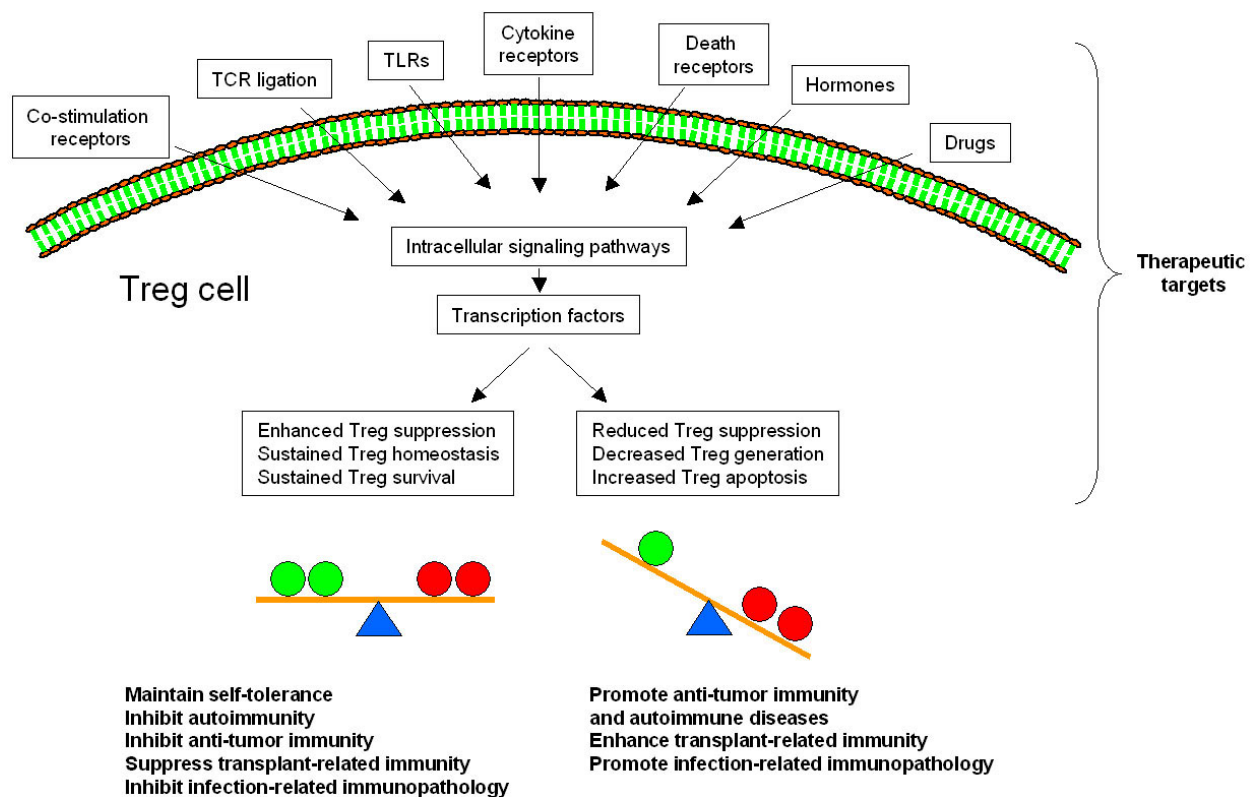 Cytokine
receptors
Death
receptors
TLRs
TCR ligation
Hormones
Co-stimulation
receptors
Drugs
Intracellular signaling pathways
Treg cell
Therapeutic
targets
Transcription factors
Enhanced Treg suppression
Sustained Treg homeostasis
Sustained Treg survival
Reduced Treg suppression
Decreased Treg generation
Increased Treg apoptosis
Maintain self-tolerance
Inhibit autoimmunity
Inhibit anti-tumor immunity
Suppress transplant-related immunity
Inhibit infection-related immunopathology
Promote anti-tumor immunity
and autoimmune diseases
Enhance transplant-related immunity
Promote infection-related immunopathology